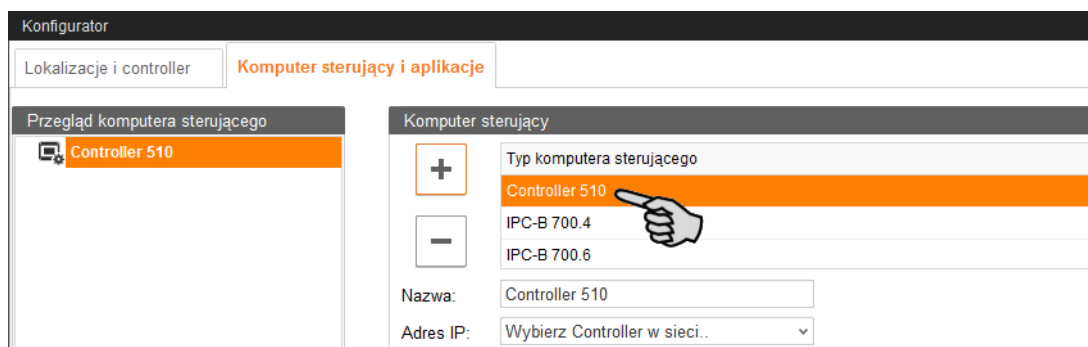 Konfigurator
Lokalizacje i controller
Komputer sterujący i aplikacje
Przegląd komputera sterującego
Controller 510
Komputer sterujący
Typ komputera sterującego
Controller 510
IPC-B 700.4
IPC-B 700.6
Nazwa: Controller 510
Adres IP: Wybierz Controller w sieci..